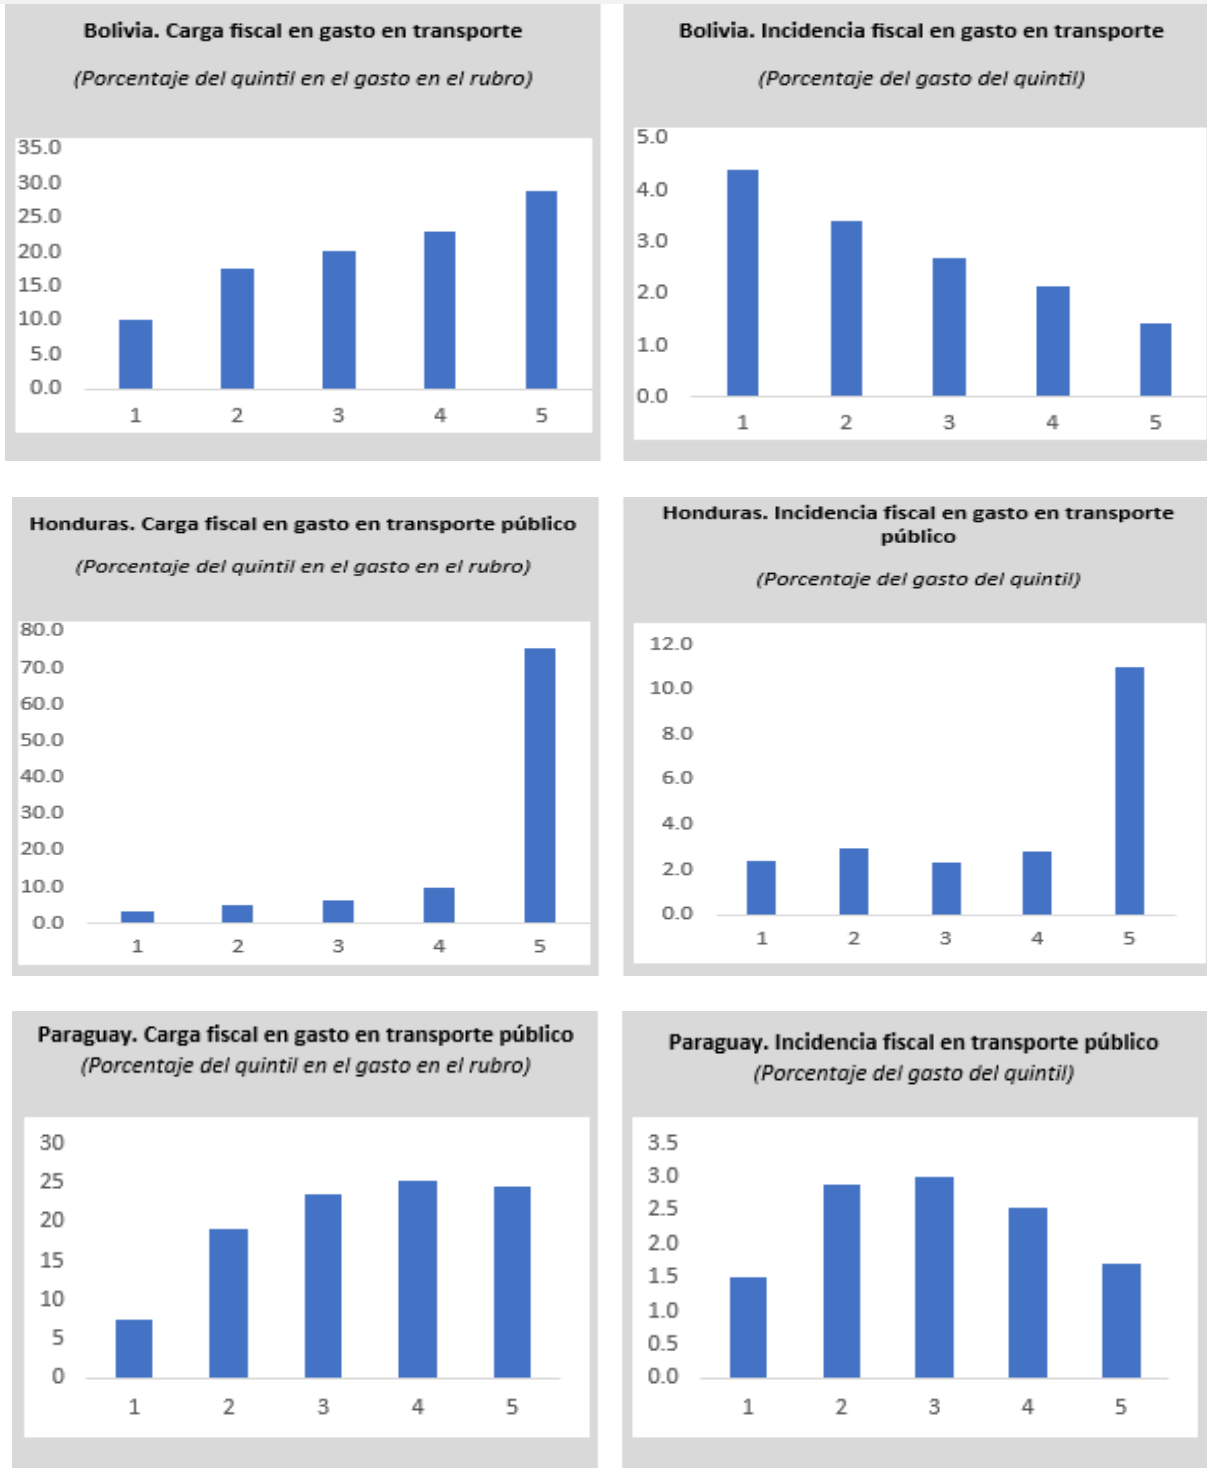 Bolivia. Carga fiscal en gasto en transporte
(Porcentaje del quintil en el gasto en el rubro)
35.0
30.0
25.0
20.0
15.0
10.0
5.0
0.0
1 2 3 4 5
Bolivia. Incidencia fiscal en gasto en transporte
(Porcentaje del gasto del quintil)
5.0
4.0
3.0
2.0
1.0
0.0
1 2 3 4 5
Honduras. Carga fiscal en gasto en transporte público
(Porcentaje del quintil en el gasto en el rubro)
80.0
70.0
60.0
50.0
40.0
30.0
20.0
10.0
0.0
1 2 3 4 5
Honduras. Incidencia fiscal en gasto en transporte
público
(Porcentaje del gasto del quintil)
12.0
10.0
8.0
6.0
4.0
2.0
0.0
1 2 3 4 5
Paraguay. Carga fiscal en gasto en transporte público
(Porcentaje del quintil en el gasto en el rubro)
30
25
20
15
10
5
0
1 2 3 4 5
Paraguay. Incidencia fiscal en transporte público
(Porcentaje del gasto del quintil)
3.5
3.0
2.5
2.0
1.5
1.0
0.5
0.0
1 2 3 4 5